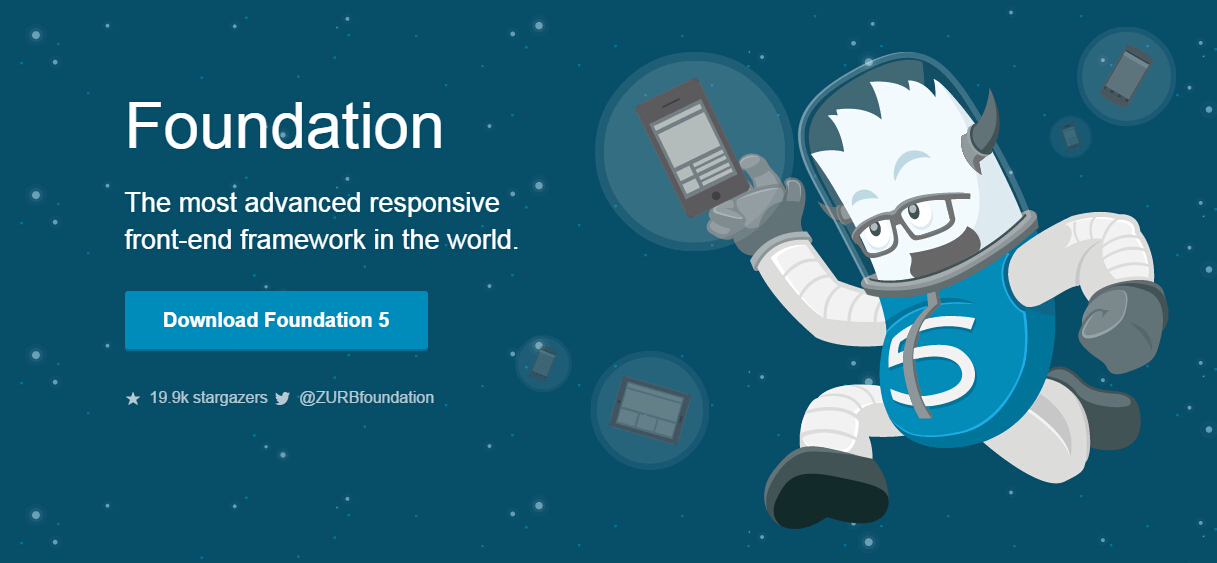 Foundation
The most advanced responsive
front-end framework in the world.
Download Foundation 5
19.9k stargazers @ZURBfoundation
5